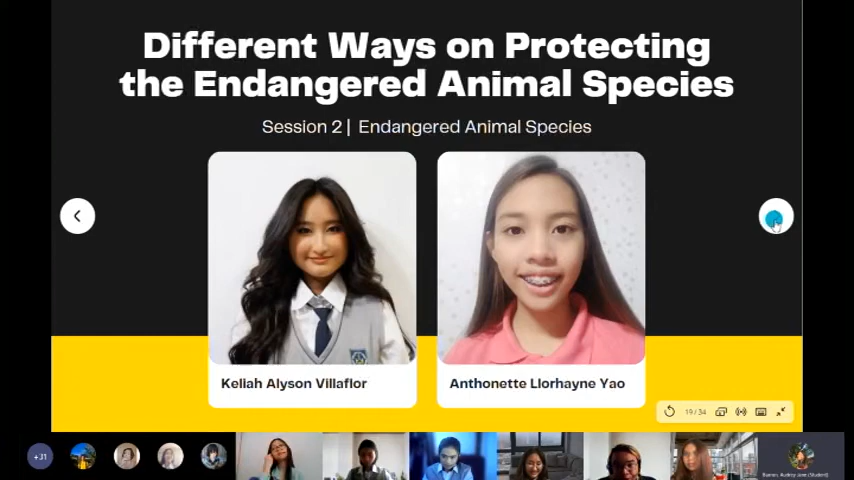 Different Ways on Protecting
the Endangered Animal Species
Session 2 | Endangered Animal Species
Keliah Alyson Villaflor
Anthonette Llorhayne Yao
19/34
+31